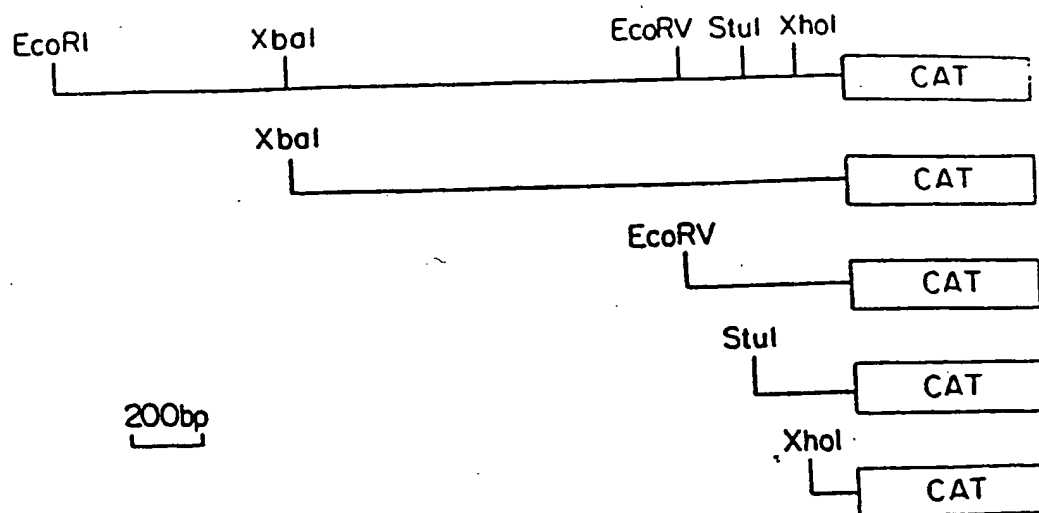 EcoRI XbaI EcoRV StuI XhoI
CAT
XbaI
CAT
EcoRV
CAT
StuI
CAT
200bp
XhoI
CAT